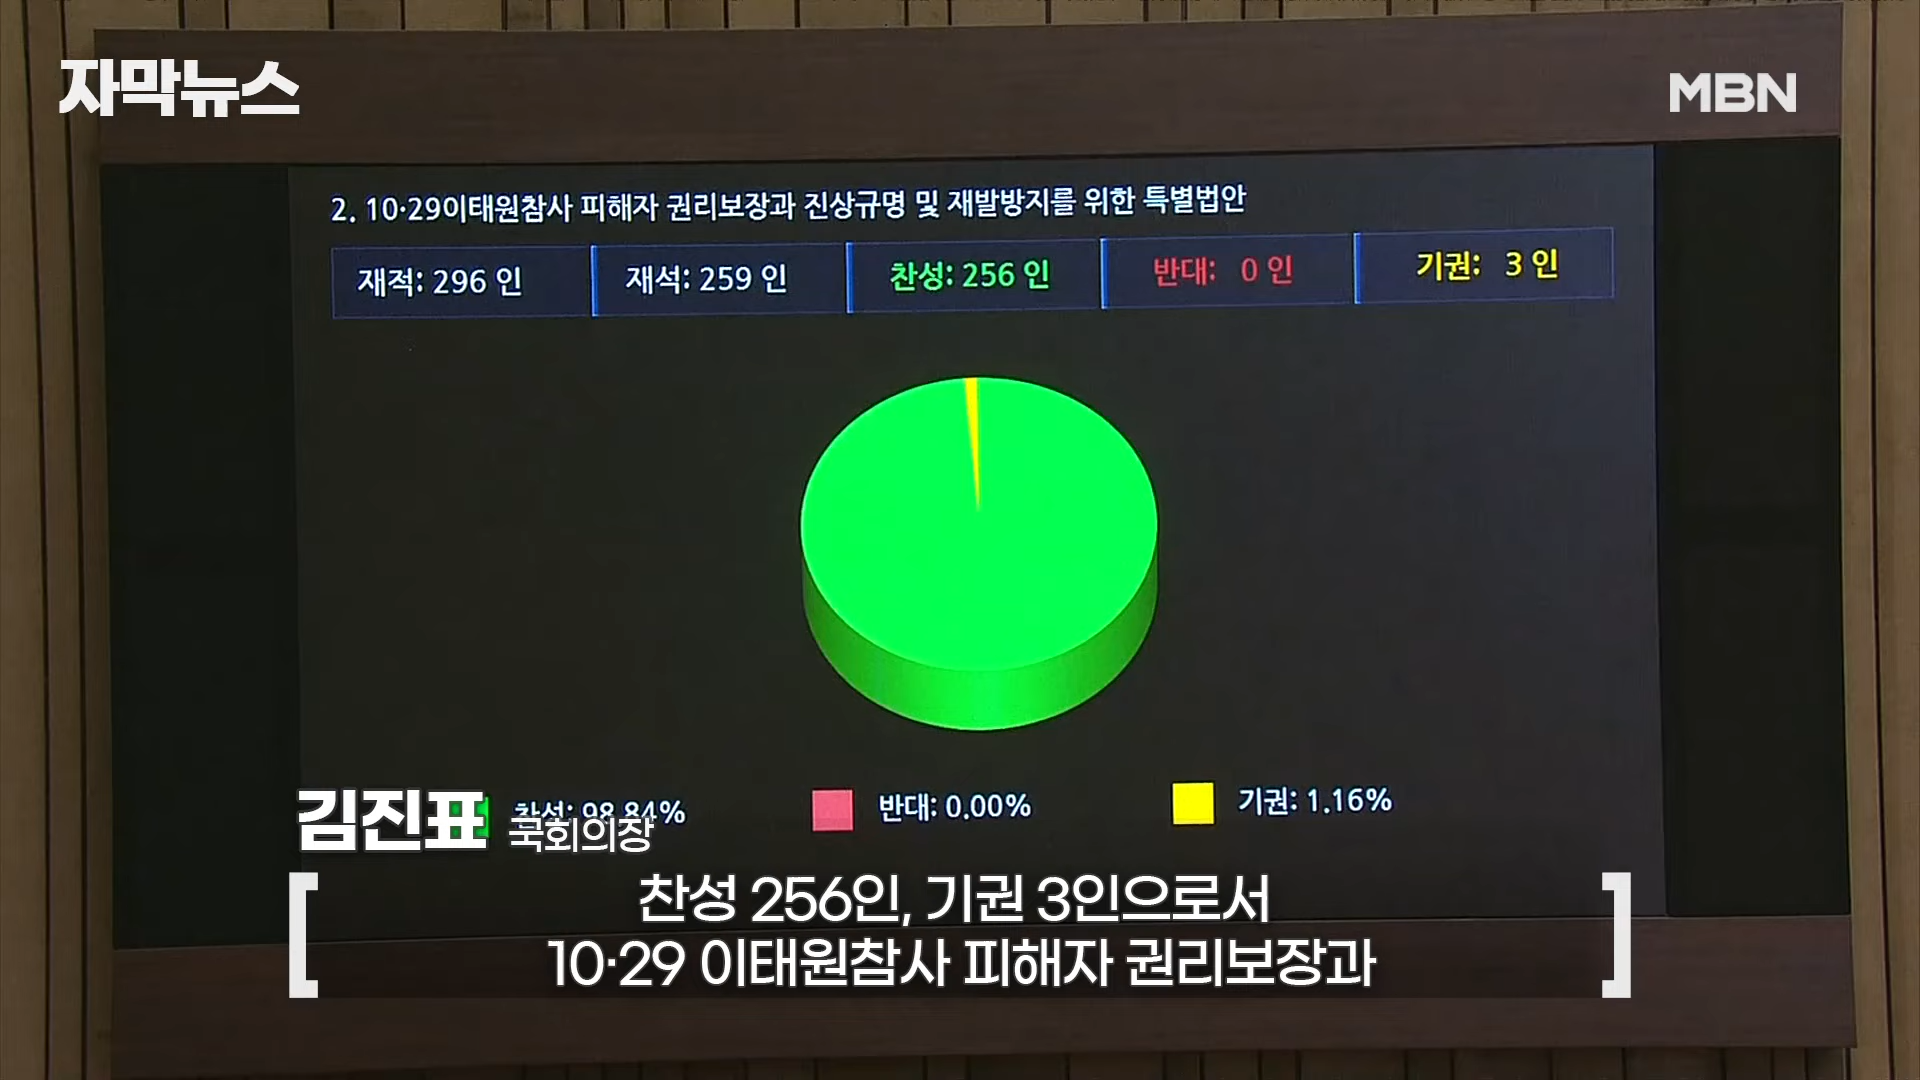 자막뉴스
MBN
2. 10·29이태원참사 피해자 권리보장과 진상규명 및 재발방지를 위한 특별법안
재적: 296 인 재석: 259 인 찬성: 256 인 반대: 0 인 기권: 3 인
찬성: 98.84% 반대: 0.00% 기권: 1.16%
김진표 국회의장
찬성 256인, 기권 3인으로서
10·29 이태원참사 피해자 권리보장과